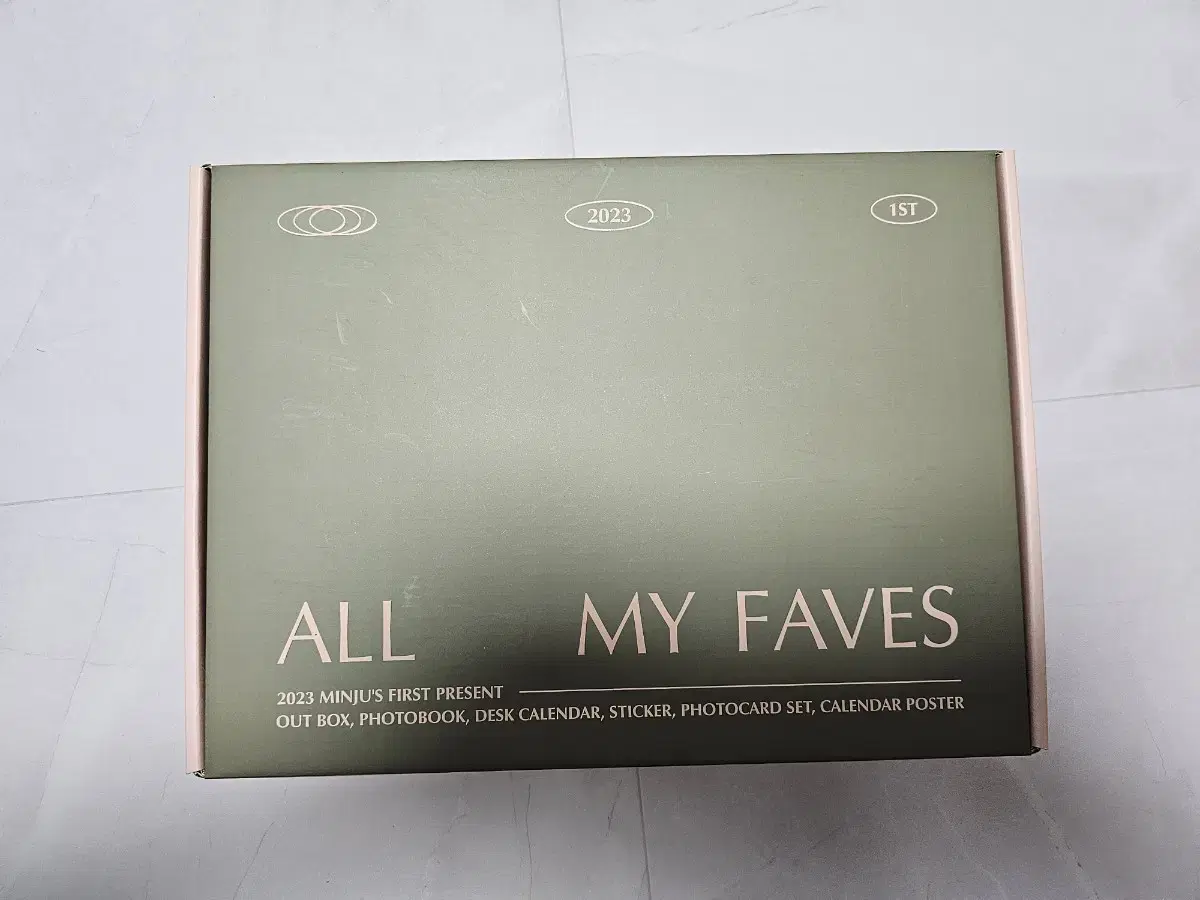 2023
1ST
ALL MY FAVES
2023 MINJU'S FIRST PRESENT
OUT BOX, PHOTOBOOK, DESK CALENDAR, STICKER, PHOTOCARD SET, CALENDAR POSTER